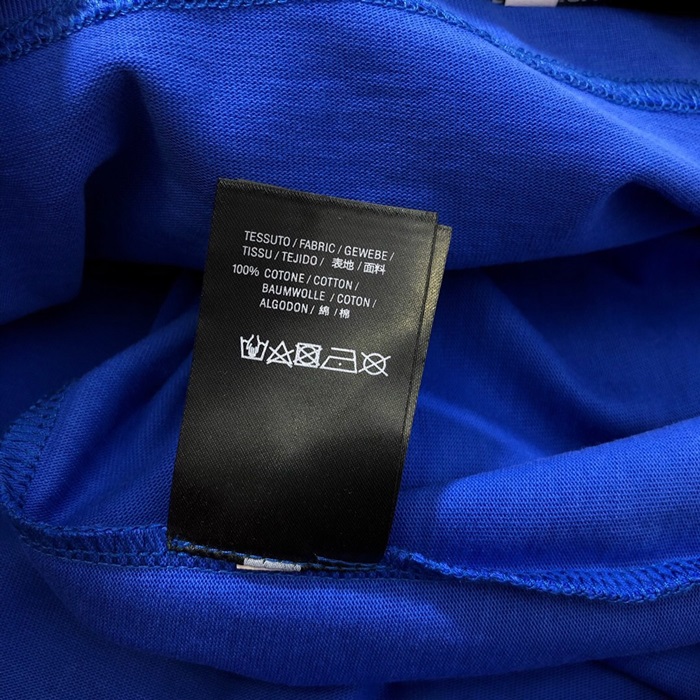 TESSUTO / FABRIC / GEWEBE /
TISSU / TEJIDO / 表地 / 面料
100% COTONE / COTTON /
BAUMWOLLE / COTON /
ALGODON / 綿 / 棉